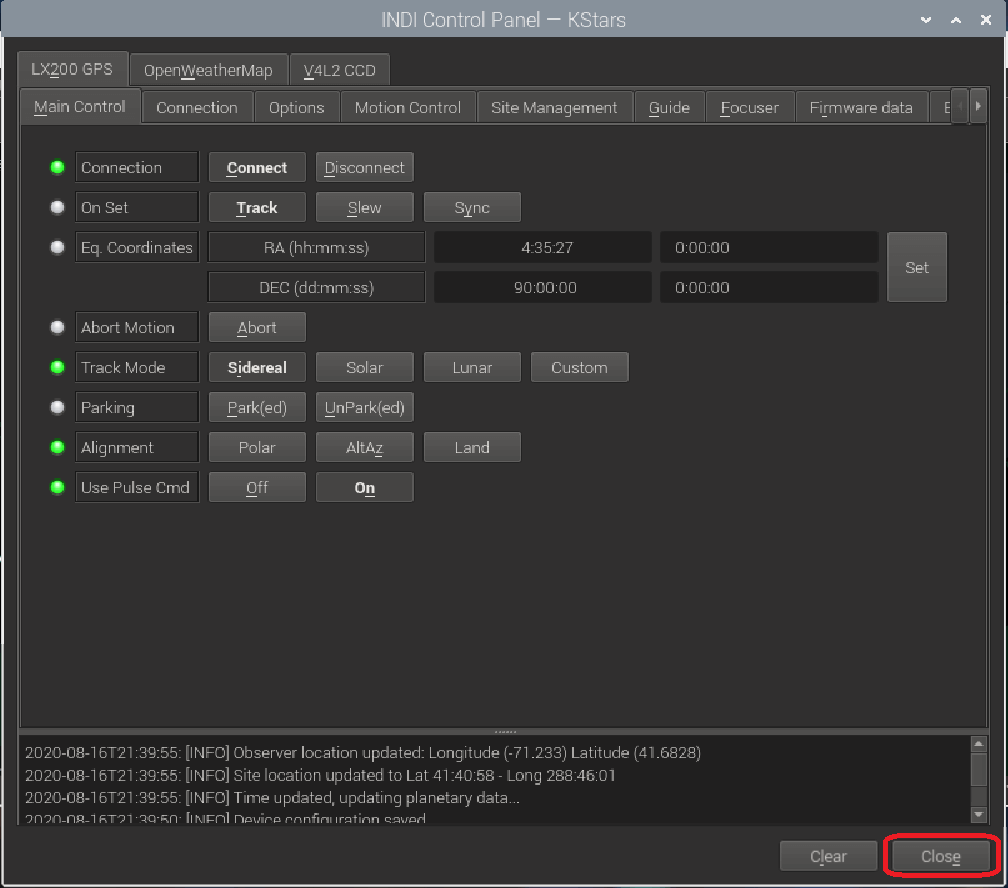 INDI Control Panel — KStars
LX200 GPS OpenWeatherMap V4L2 CCD
Main Control Connection Options Motion Control Site Management Guide Focuser Firmware data
Connection Connect Disconnect
On Set Track Slew Sync
Eq. Coordinates RA (hh:mm:ss) 4:35:27 0:00:00
Set
DEC (dd:mm:ss) 90:00:00 0:00:00
Abort Motion Abort
Track Mode Sidereal Solar Lunar Custom
Parking Park(ed) UnPark(ed)
Alignment Polar AltAz Land
Use Pulse Cmd Off On
2020-08-16T21:39:55: [INFO] Observer location updated: Longitude (-71.233) Latitude (41.6828)
2020-08-16T21:39:55: [INFO] Site location updated to Lat 41:40:58 - Long 288:46:01
2020-08-16T21:39:55: [INFO] Time updated, updating planetary data...
2020-08-16T21:39:50: [INFO] Device configuration saved
Clear Close